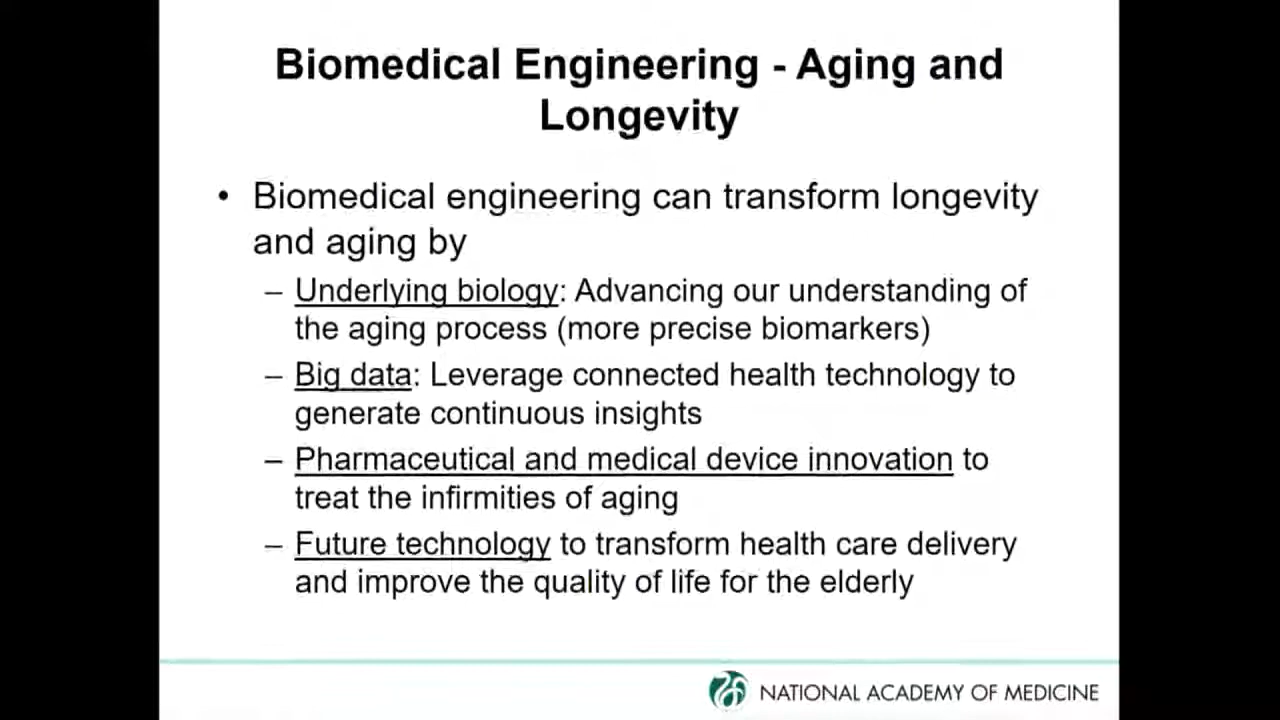 Biomedical Engineering - Aging and
Longevity
• Biomedical engineering can transform longevity
and aging by
– Underlying biology: Advancing our understanding of
the aging process (more precise biomarkers)
– Big data: Leverage connected health technology to
generate continuous insights
– Pharmaceutical and medical device innovation to
treat the infirmities of aging
– Future technology to transform health care delivery
and improve the quality of life for the elderly
NATIONAL ACADEMY OF MEDICINE